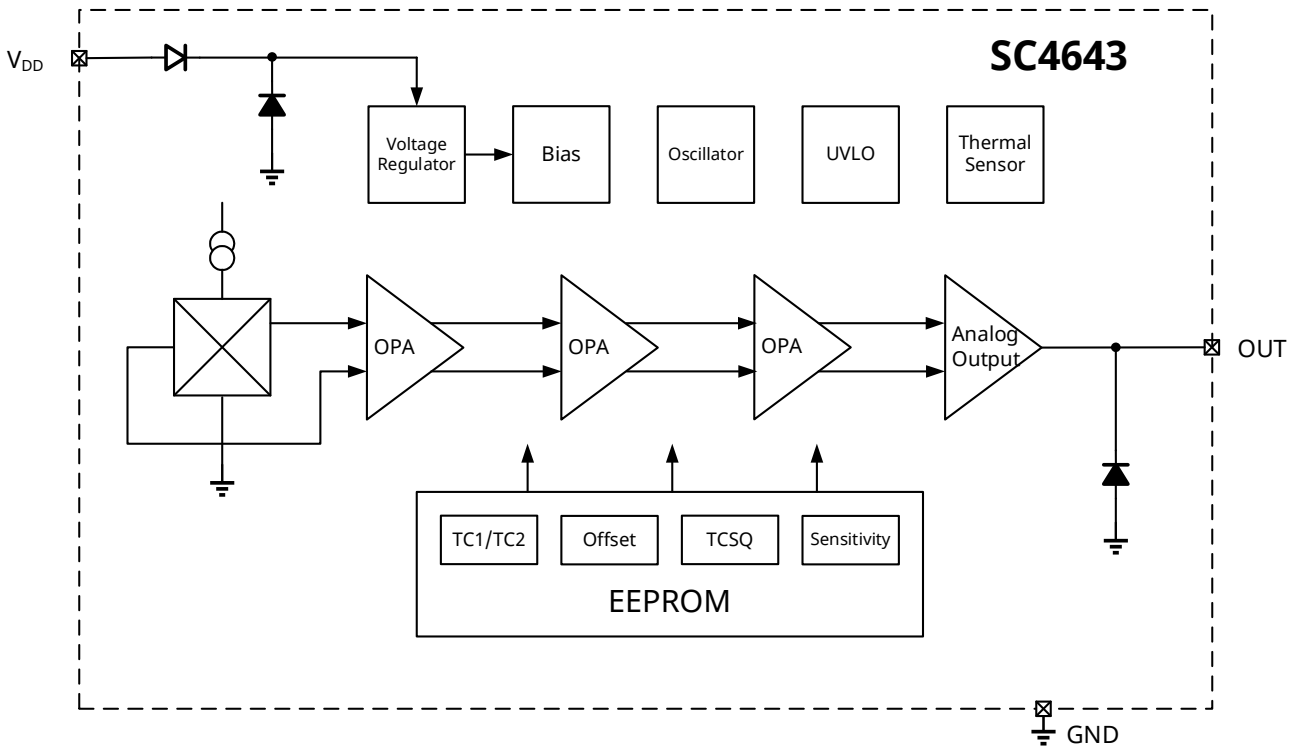 SC4643
VDD
Voltage
Regulator
Bias
Oscillator
UVLO
Thermal
Sensor
OPA
OPA
OPA
Analog
Output
OUT
TC1/TC2
Offset
TCSQ
Sensitivity
EEPROM
GND